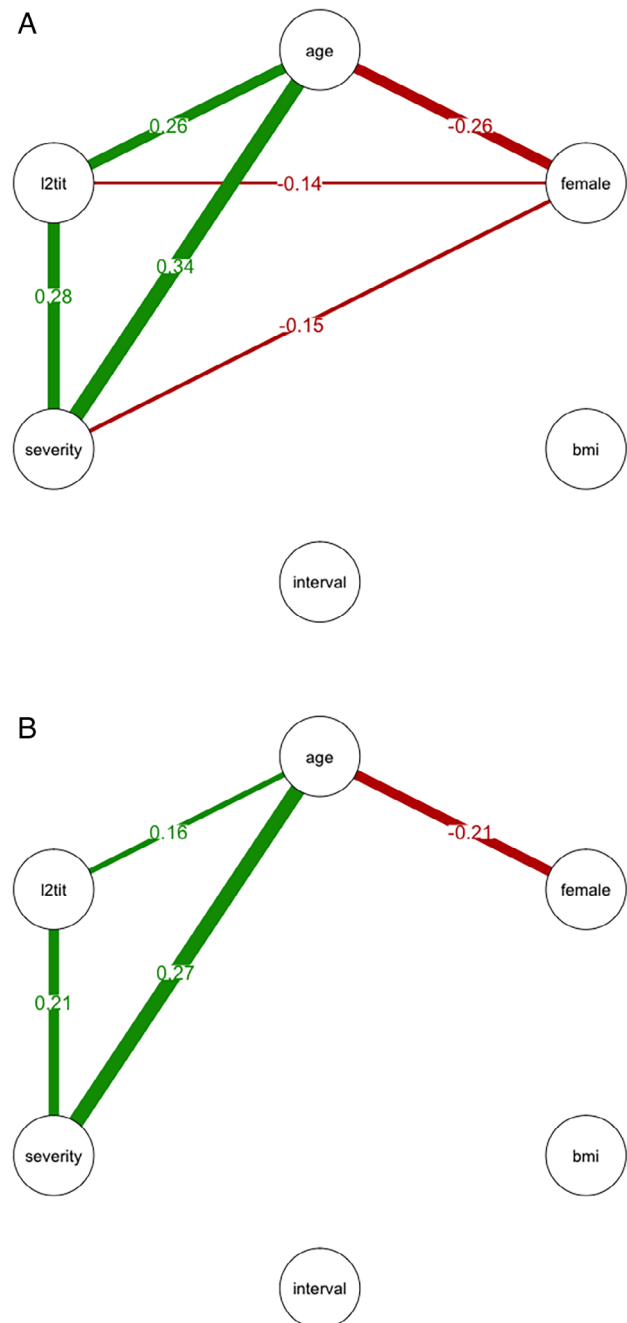 A
age
0.26
-0.26
l2tit
-0.14
female
0.34
0.28
-0.15
severity
bmi
interval
B
age
0.16
-0.21
l2tit
female
0.27
0.21
severity
bmi
interval